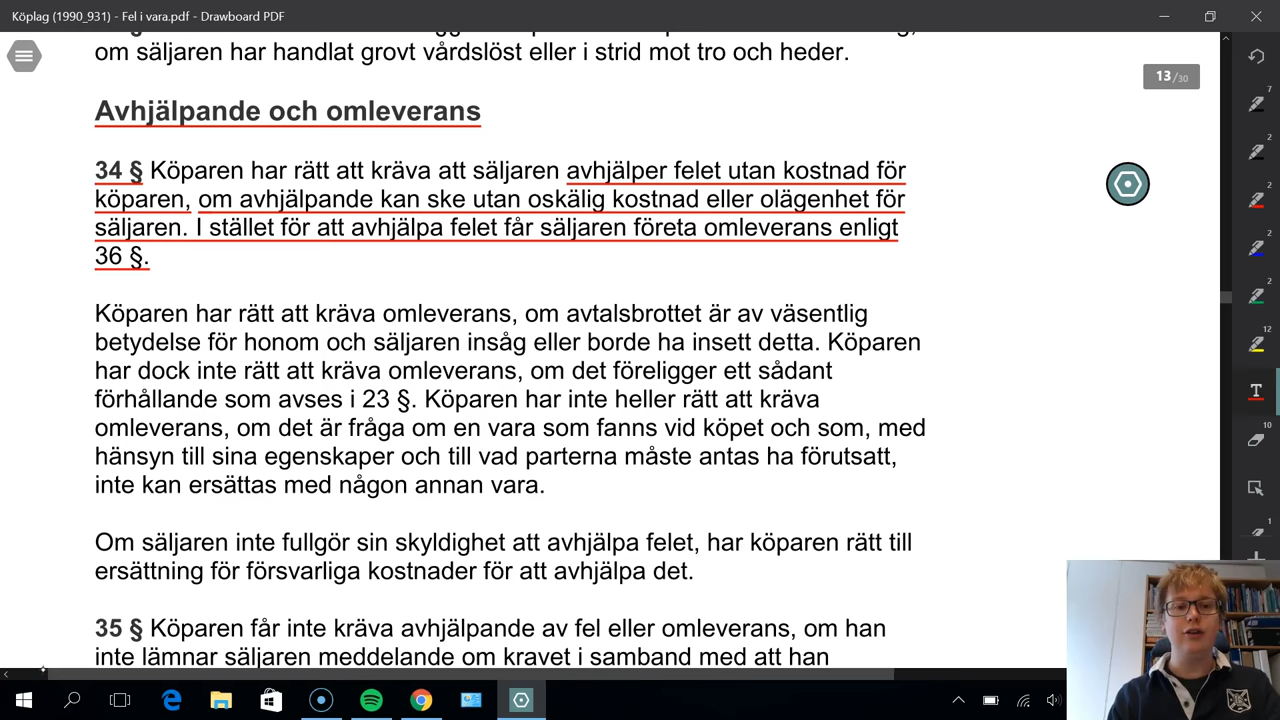 Köplag (1990_931) - Fel i vara.pdf - Drawboard PDF
om säljaren har handlat grovt vårdslöst eller i strid mot tro och heder.
13 /30
Avhjälpande och omleverans
34 § Köparen har rätt att kräva att säljaren avhjälper felet utan kostnad för
köparen, om avhjälpande kan ske utan oskälig kostnad eller olägenhet för
säljaren. I stället för att avhjälpa felet får säljaren företa omleverans enligt
36 §.
Köparen har rätt att kräva omleverans, om avtalsbrottet är av väsentlig
betydelse för honom och säljaren insåg eller borde ha insett detta. Köparen
har dock inte rätt att kräva omleverans, om det föreligger ett sådant
förhållande som avses i 23 §. Köparen har inte heller rätt att kräva
omleverans, om det är fråga om en vara som fanns vid köpet och som, med
hänsyn till sina egenskaper och till vad parterna måste antas ha förutsatt,
inte kan ersättas med någon annan vara.
Om säljaren inte fullgör sin skyldighet att avhjälpa felet, har köparen rätt till
ersättning för försvarliga kostnader för att avhjälpa det.
35 § Köparen får inte kräva avhjälpande av fel eller omleverans, om han
inte lämnar säljaren meddelande om kravet i samband med att han
7
2
2
2
2
12
T
10
1